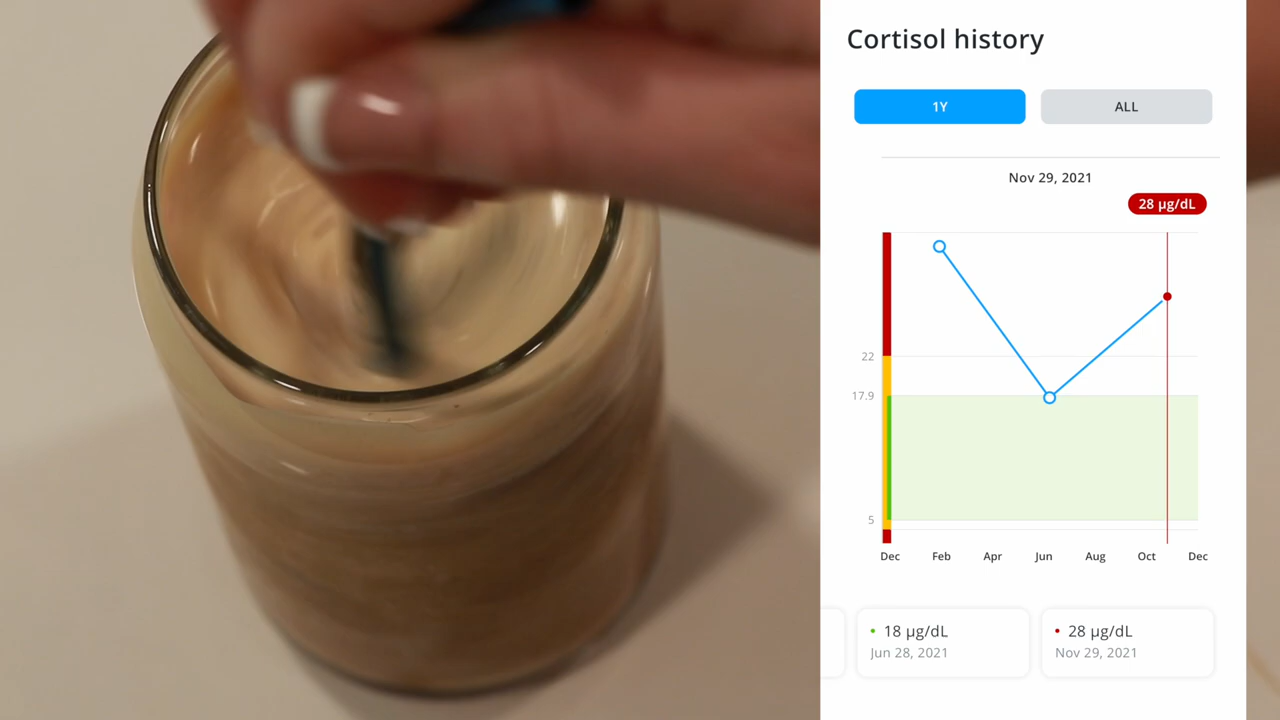 Cortisol history
1Y ALL
Nov 29, 2021
28 µg/dL
22
17.9
5
Dec Feb Apr Jun Aug Oct Dec
18 µg/dL 28 µg/dL
Jun 28, 2021 Nov 29, 2021